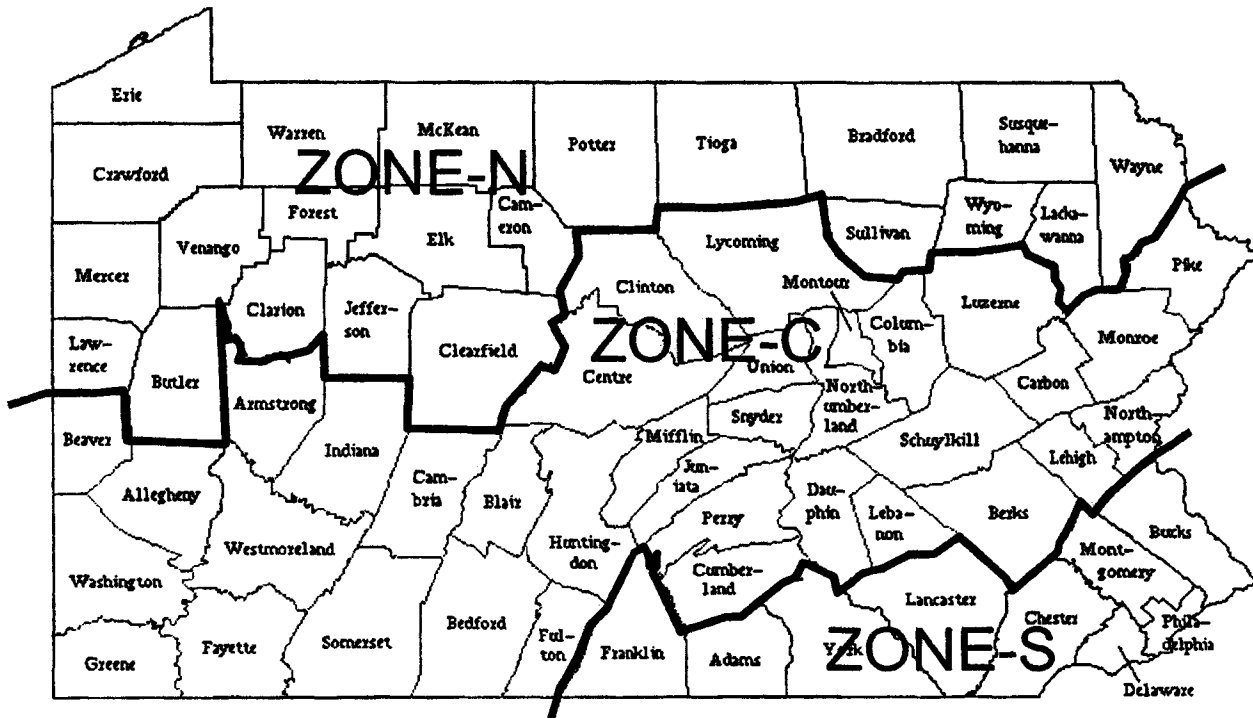 Erie
Warren
McKean
Potter
Tioga
Bradford
Susque-
hanna
Wayne
Crawford
ZONE-N
Forest
Cam-
eron
Elk
Venango
Wyo-
ming
Lacka-
wanna
Sullivan
Lycoming
Mercer
Pike
Clarion
Jeffer-
son
Clinton
Montour
Luzerne
Law-
rence
Clearfield
ZONE-C
Colum-
bia
Monroe
Butler
Centre
Union
Carbon
Armstrong
Snyder
North-
umber-
land
North-
ampton
Beaver
Indiana
Mifflin
Schuylkill
Lehigh
Allegheny
Cam-
bria
Blair
Jun-
iata
Dau-
phin
Leba-
non
Berks
Perry
Bucks
Westmoreland
Hunting-
don
Mont-
gomery
Washington
Cumber-
land
Lancaster
Chester
Bedford
Ful-
ton
Somerset
Fayette
Greene
Franklin
Adams
York
ZONE-S
Phila-
delphia
Delaware